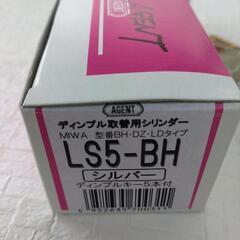 AGENT
AGENT
ディンプル取替用シリンダー
MIWA 型番BH・DZ・LDタイプ
LS5-BH
シルバー
ディンプルキー5本付
6952631700311